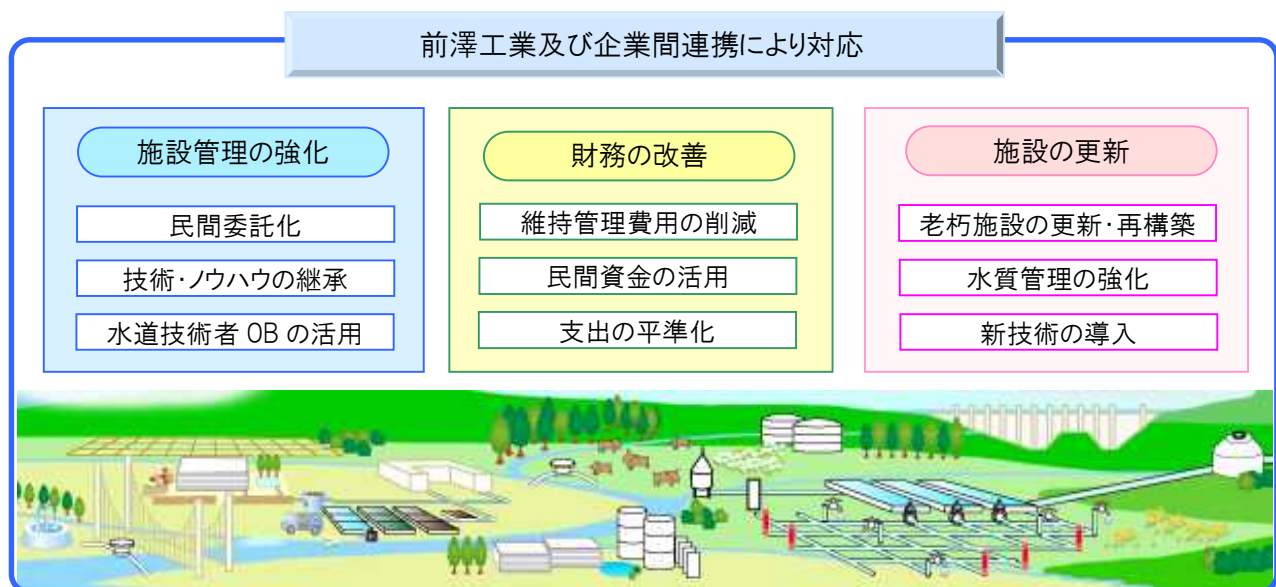 前澤工業及び企業間連携により対応
施設管理の強化
民間委託化
技術・ノウハウの継承
水道技術者 OB の活用
財務の改善
維持管理費用の削減
民間資金の活用
支出の平準化
施設の更新
老朽施設の更新・再構築
水質管理の強化
新技術の導入